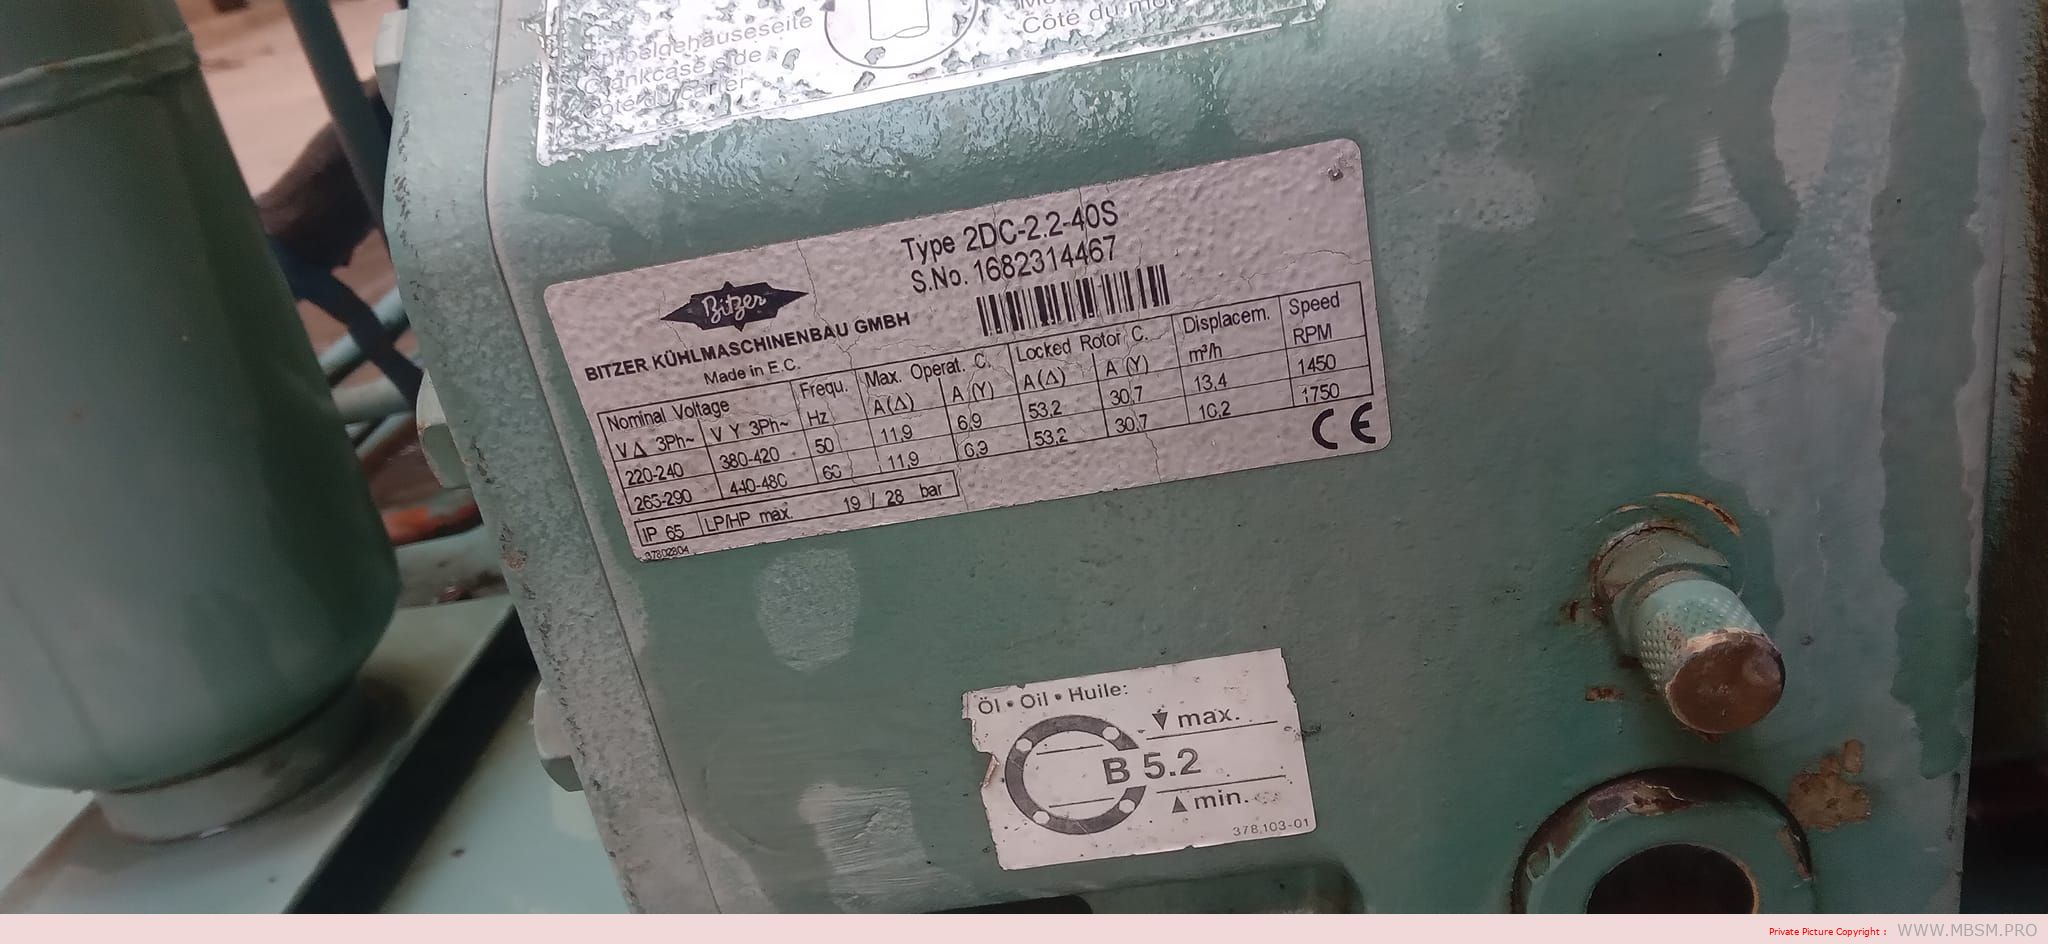 Côté du
Crankcase side
Côté du carter
Type 2DC-2.2-40S
S.No. 1682314467
Bitzer
BITZER KÜHLMASCHINENBAU GMBH
Made in E.C.
Nominal Voltage Frequ. Max. Operat. C. Locked Rotor C. Displacem. Speed
V Δ 3Ph~ V Y 3Ph~ Hz A(Δ) A (Y) A(Δ) A (Y) m³/h RPM
220-240 380-420 50 11,9 6,9 53,2 30,7 13,4 1450
265-290 440-480 60 11,9 6,9 53,2 30,7 16,2 1750
IP 65 LP/HP max. 19 / 28 bar
37802804
CE
Öl • Oil • Huile:
▼ max.
B 5.2
▲ min.
378.103-01
Private Picture Copyright : WWW.MBSM.PRO